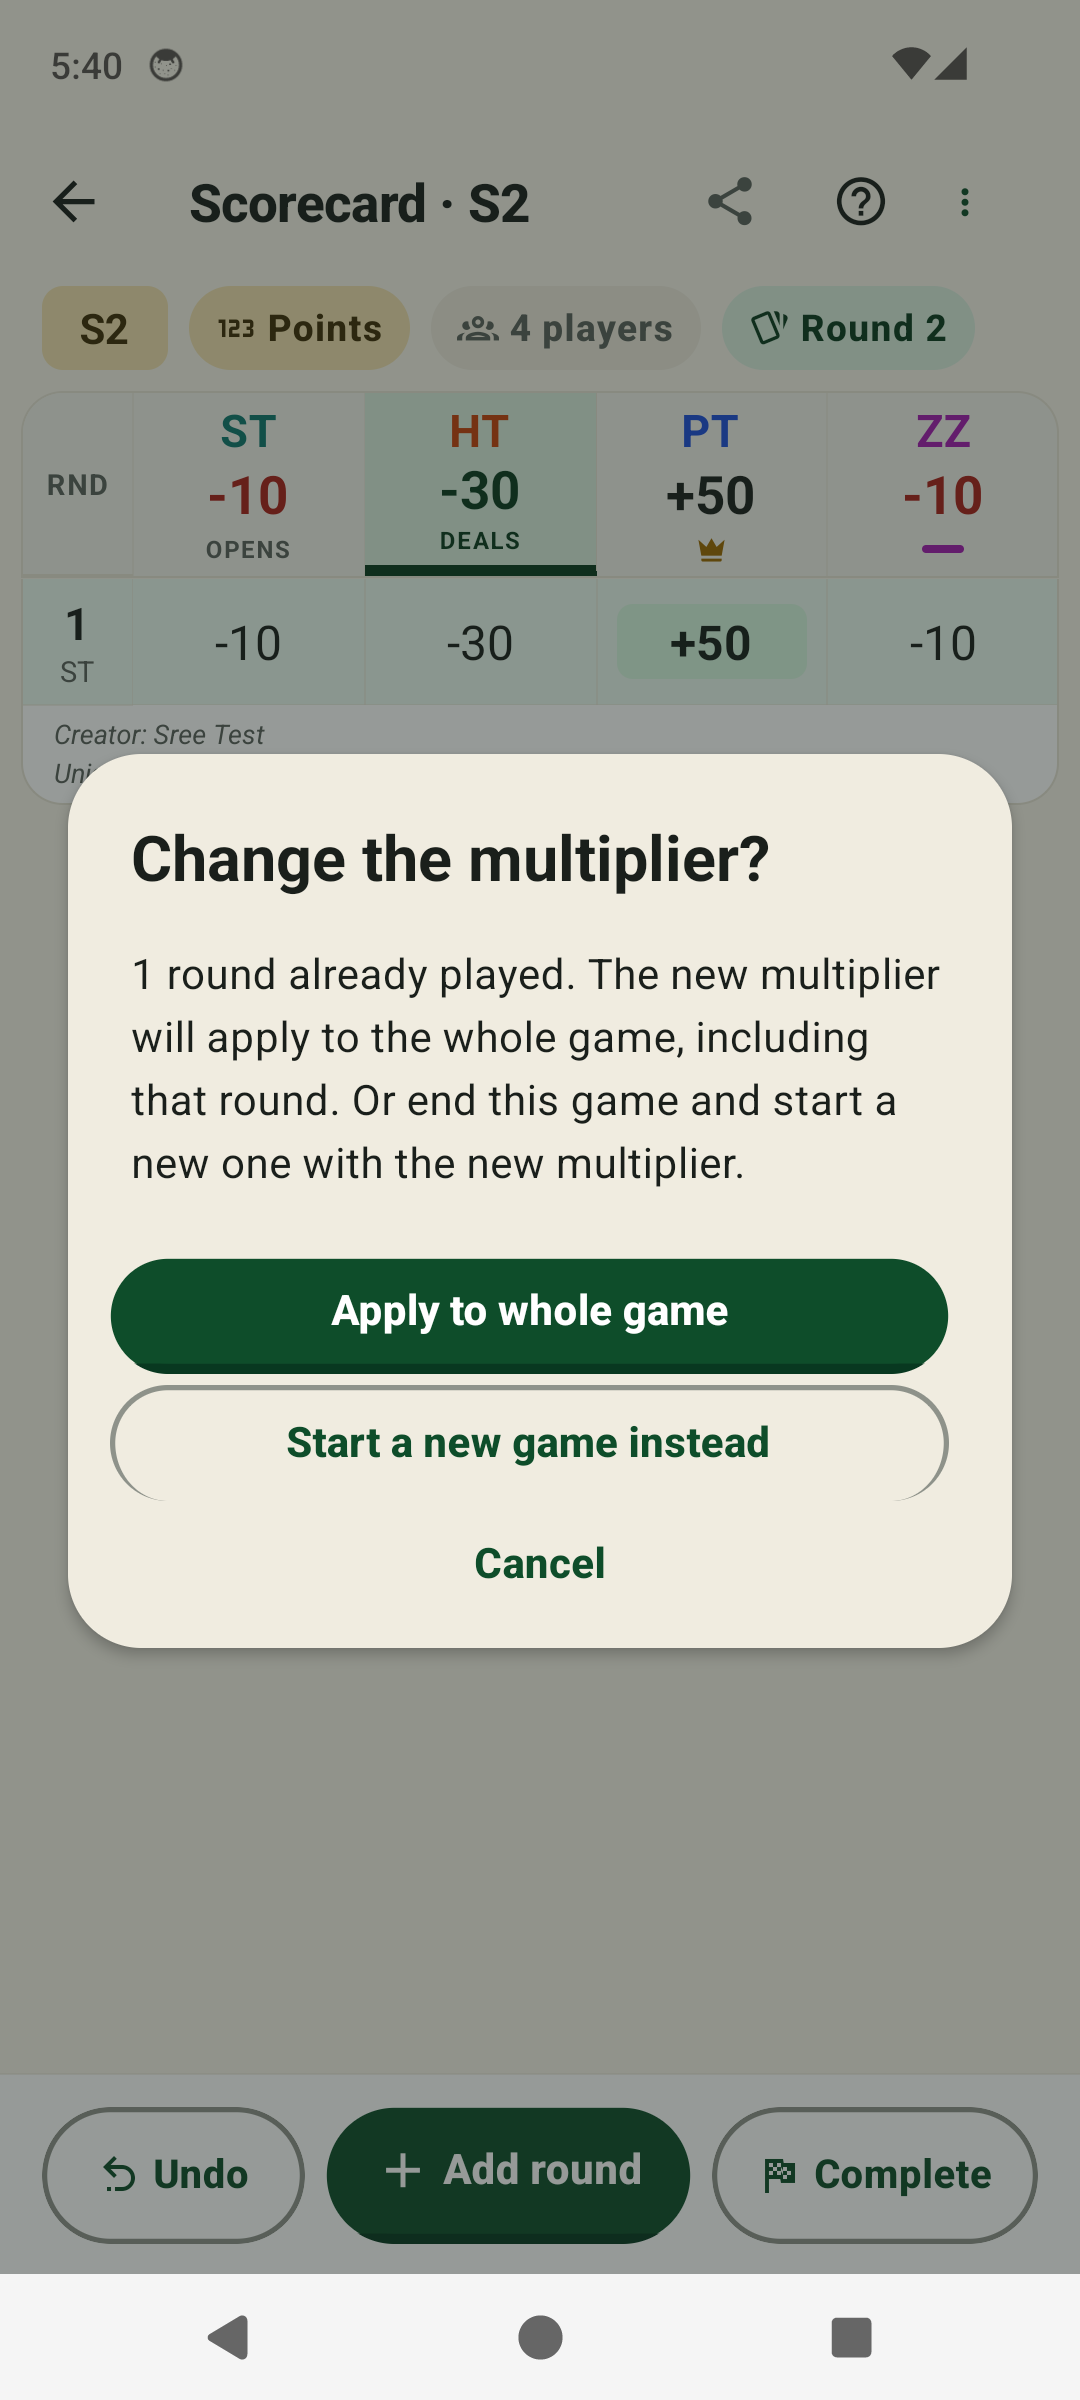 5:40
Scorecard · S2
S2
123 Points
4 players
Round 2
RND
ST
HT
PT
ZZ
-10
-30
+50
-10
OPENS
DEALS
1
-10
-30
+50
-10
ST
Creator: Sree Test
Change the multiplier?
1 round already played. The new multiplier
will apply to the whole game, including
that round. Or end this game and start a
new one with the new multiplier.
Apply to whole game
Start a new game instead
Cancel
Undo
Add round
Complete